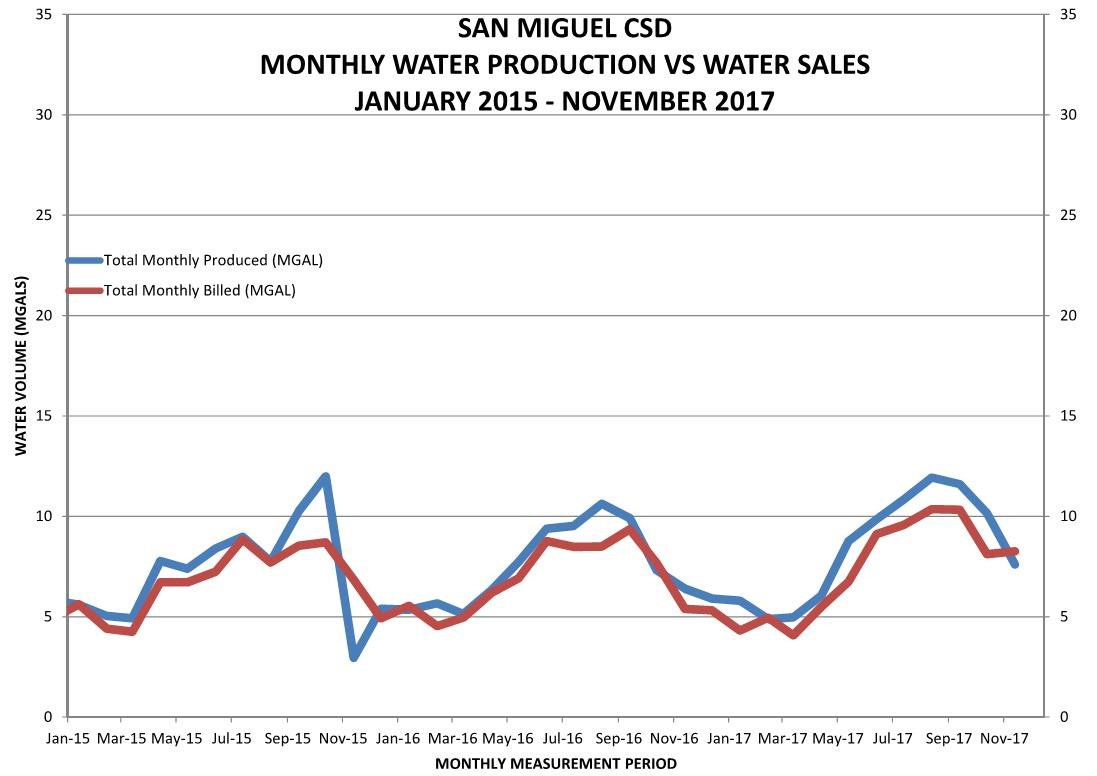 SAN MIGUEL CSD
MONTHLY WATER PRODUCTION VS WATER SALES
JANUARY 2015 - NOVEMBER 2017
35
30
25
20
15
10
5
0
WATER VOLUME (MGALS)
Total Monthly Produced (MGAL)
Total Monthly Billed (MGAL)
35
30
25
20
15
10
5
0
Jan-15 Mar-15 May-15 Jul-15 Sep-15 Nov-15 Jan-16 Mar-16 May-16 Jul-16 Sep-16 Nov-16 Jan-17 Mar-17 May-17 Jul-17 Sep-17 Nov-17
MONTHLY MEASUREMENT PERIOD